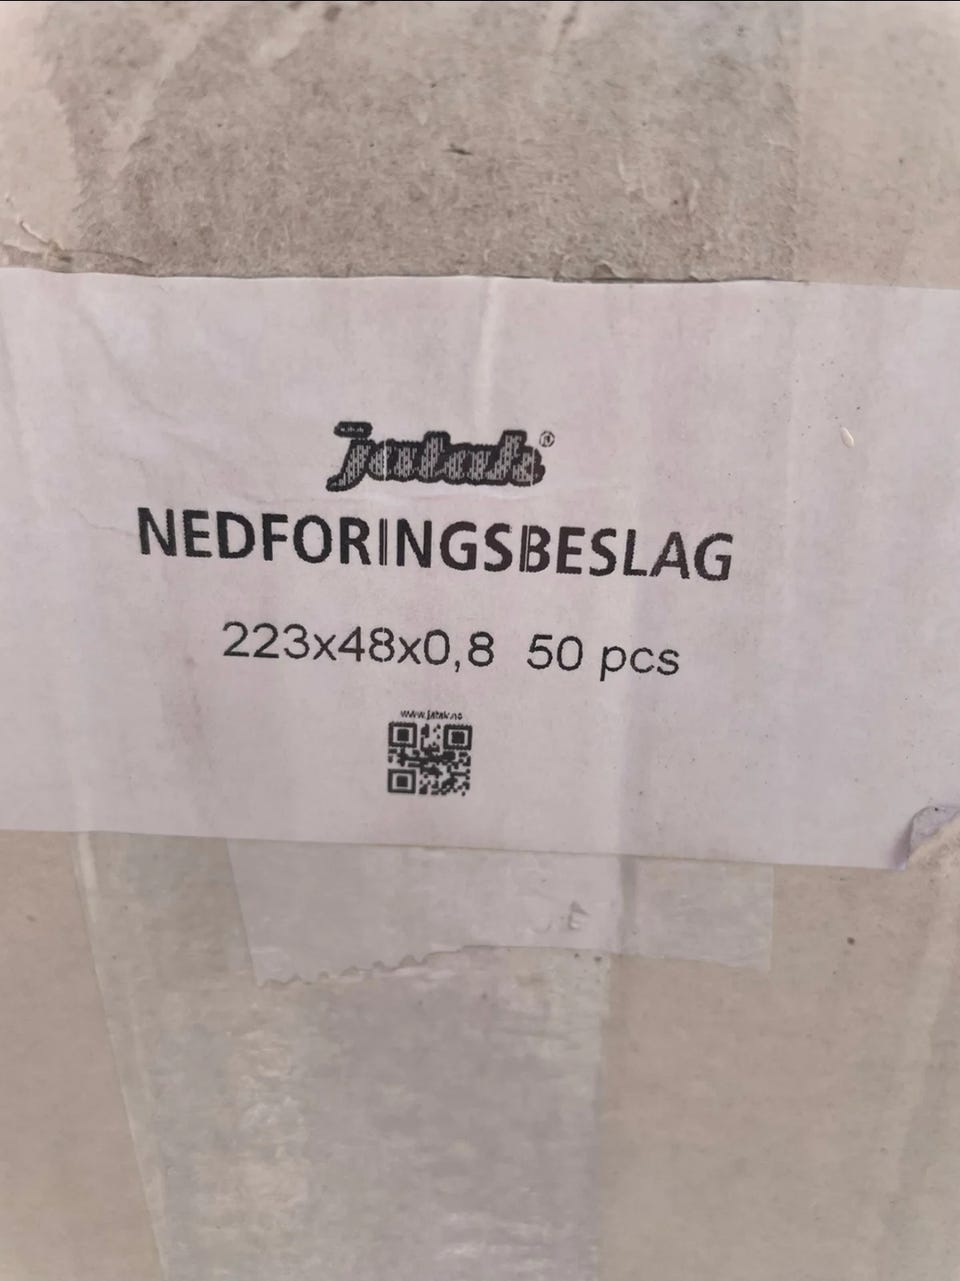 jatak®
NEDFORINGSBESLAG
223x48x0,8 50 pcs
www.jatak.no